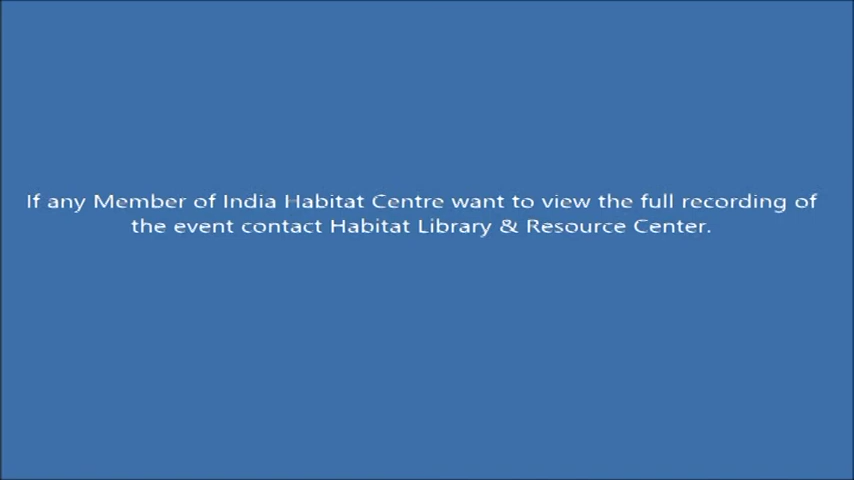 If any Member of India Habitat Centre want to view the full recording of
the event contact Habitat Library & Resource Center.